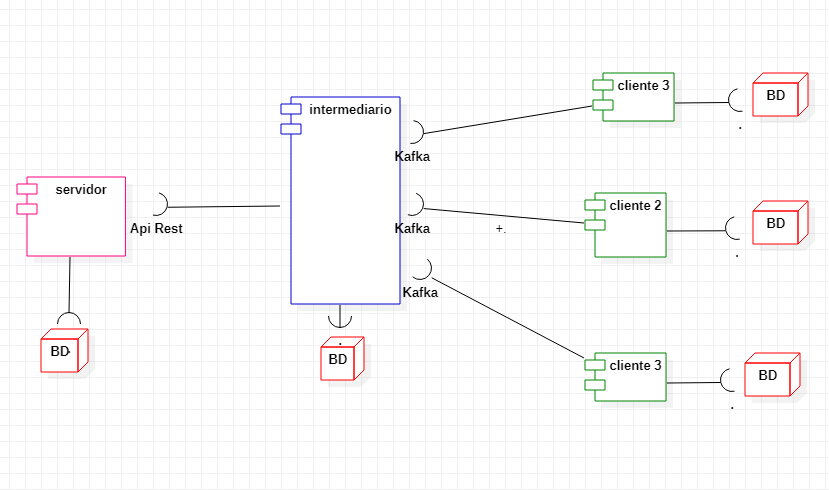 cliente 3
BD
intermediario
Kafka
servidor
Api Rest
Kafka
cliente 2
BD
+.
Kafka
BD
BD
cliente 3
BD